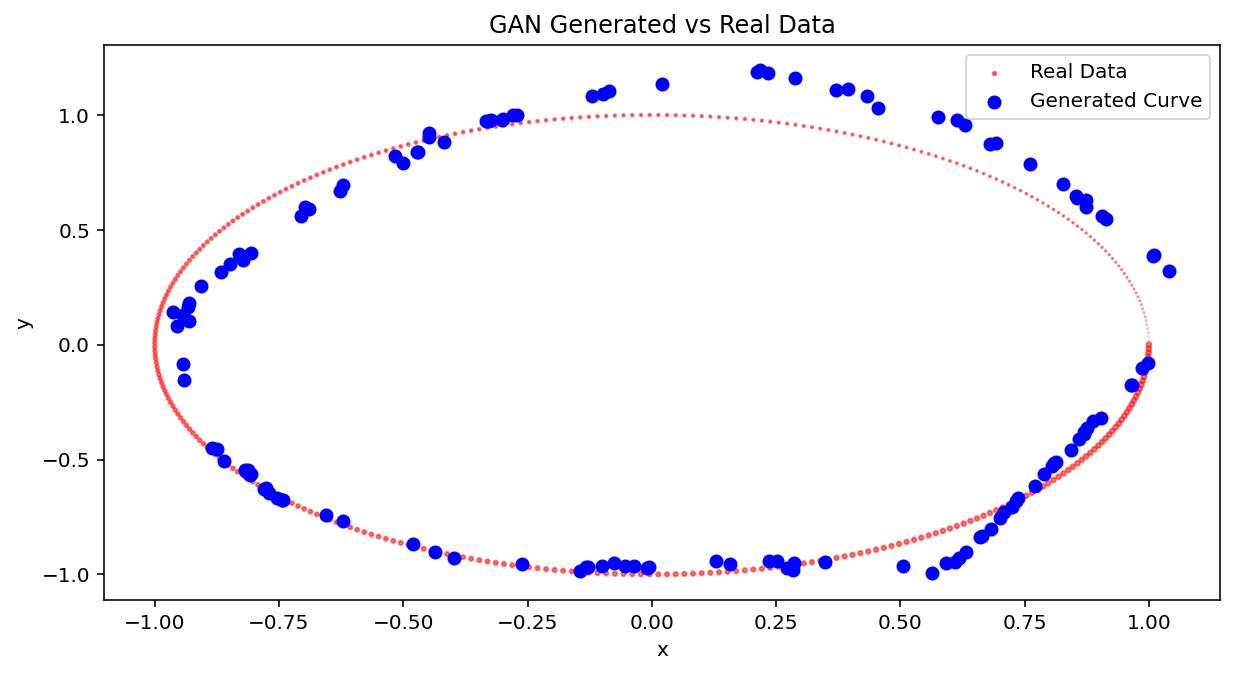 GAN Generated vs Real Data
Real Data
Generated Curve
1.0
0.5
0.0
−0.5
−1.0
y
−1.00 −0.75 −0.50 −0.25 0.00 0.25 0.50 0.75 1.00
x